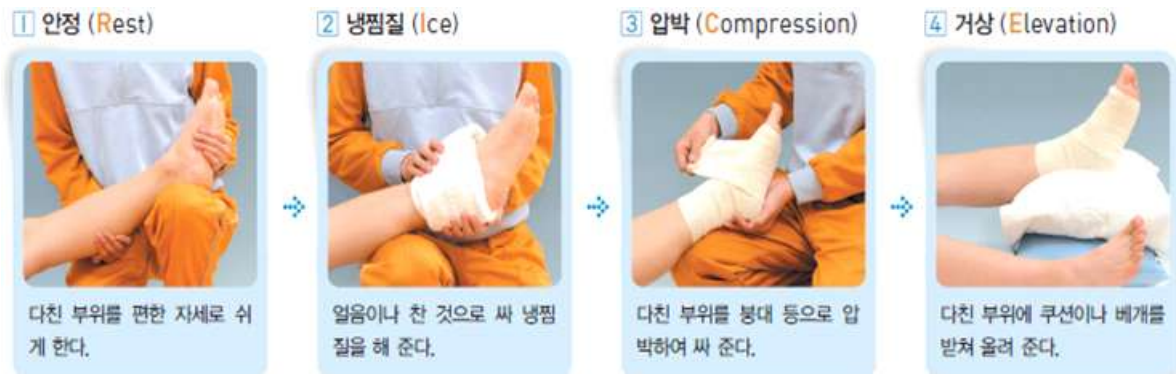 1 안정 (Rest)
다친 부위를 편한 자세로 쉬
게 한다.
2 냉찜질 (Ice)
얼음이나 찬 것으로 싸 냉찜
질을 해 준다.
3 압박 (Compression)
다친 부위를 붕대 등으로 압
박하여 싸 준다.
4 거상 (Elevation)
다친 부위에 쿠션이나 베개를
받쳐 올려 준다.